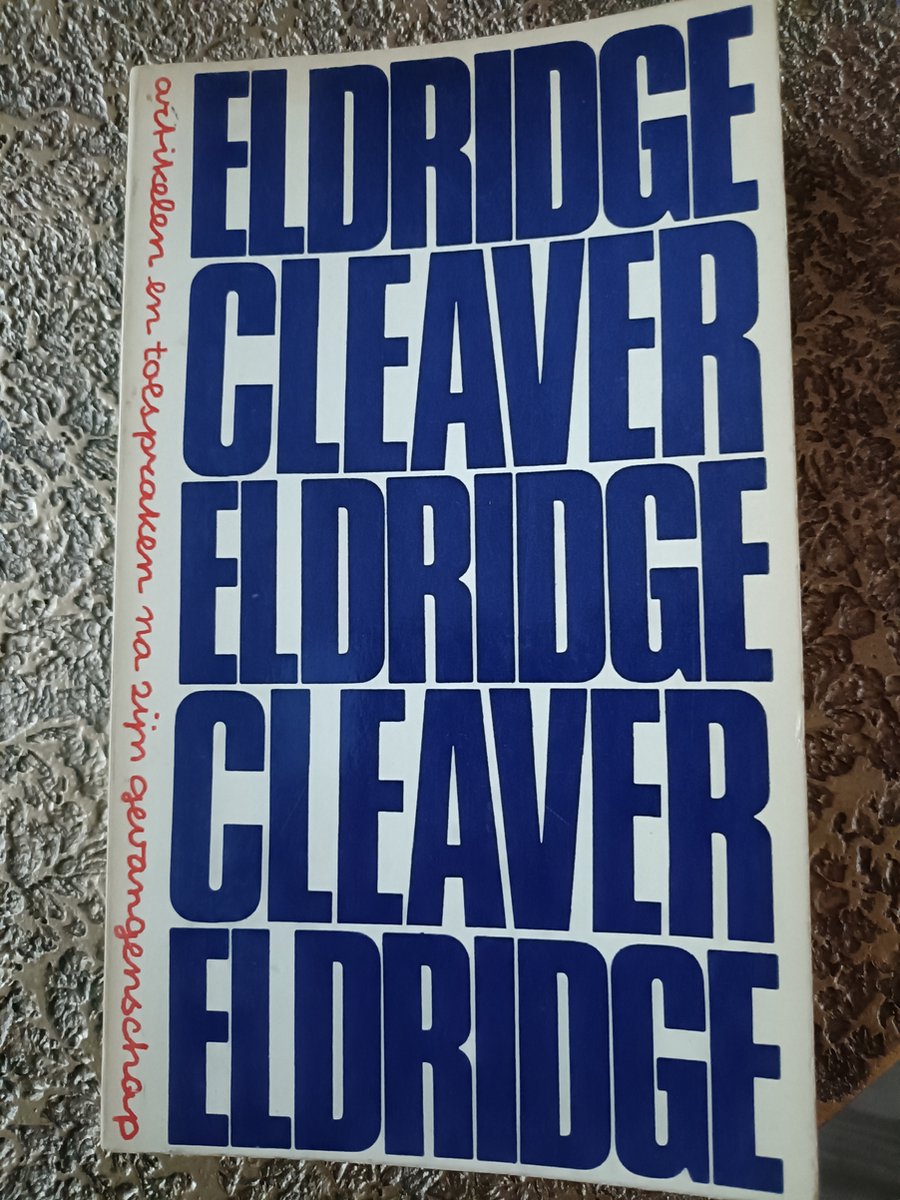 ELDRIDGE
CLEAVER
ELDRIDGE
CLEAVER
ELDRIDGE
artikelen en toespraken na zijn gevangenschap